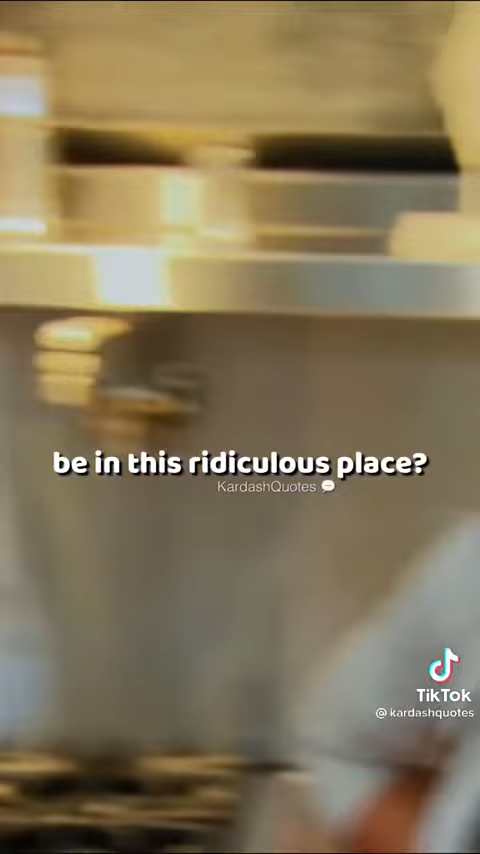 be in this ridiculous place?
KardashQuotes 💬
TikTok
@kardashquotes